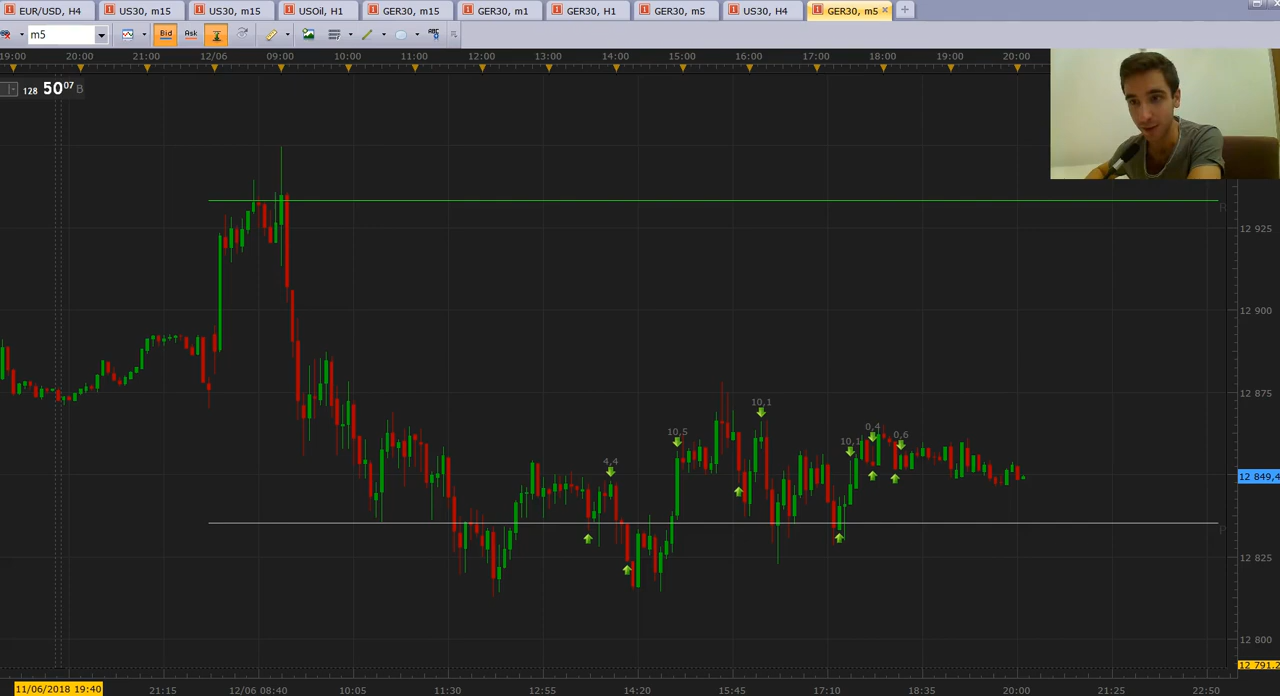 EUR/USD, H4 US30, m15 US30, m15 USOil, H1 GER30, m15 GER30, m1 GER30, H1 GER30, m5 US30, H4 GER30, m5
m5 Bid Ask
19:00 20:00 21:00 12/06 09:00 10:00 11:00 12:00 13:00 14:00 15:00 16:00 17:00 18:00 19:00 20:00
128 50 07 B
R
12 925
12 900
12 875
10,1
0,4
10,5 0,6
10,1
4,4
12 849,4
P
12 825
12 800
12 791,2
11/06/2018 19:40 21:15 12/06 08:40 10:05 11:30 12:55 14:20 15:45 17:10 18:35 20:00 21:25 22:50